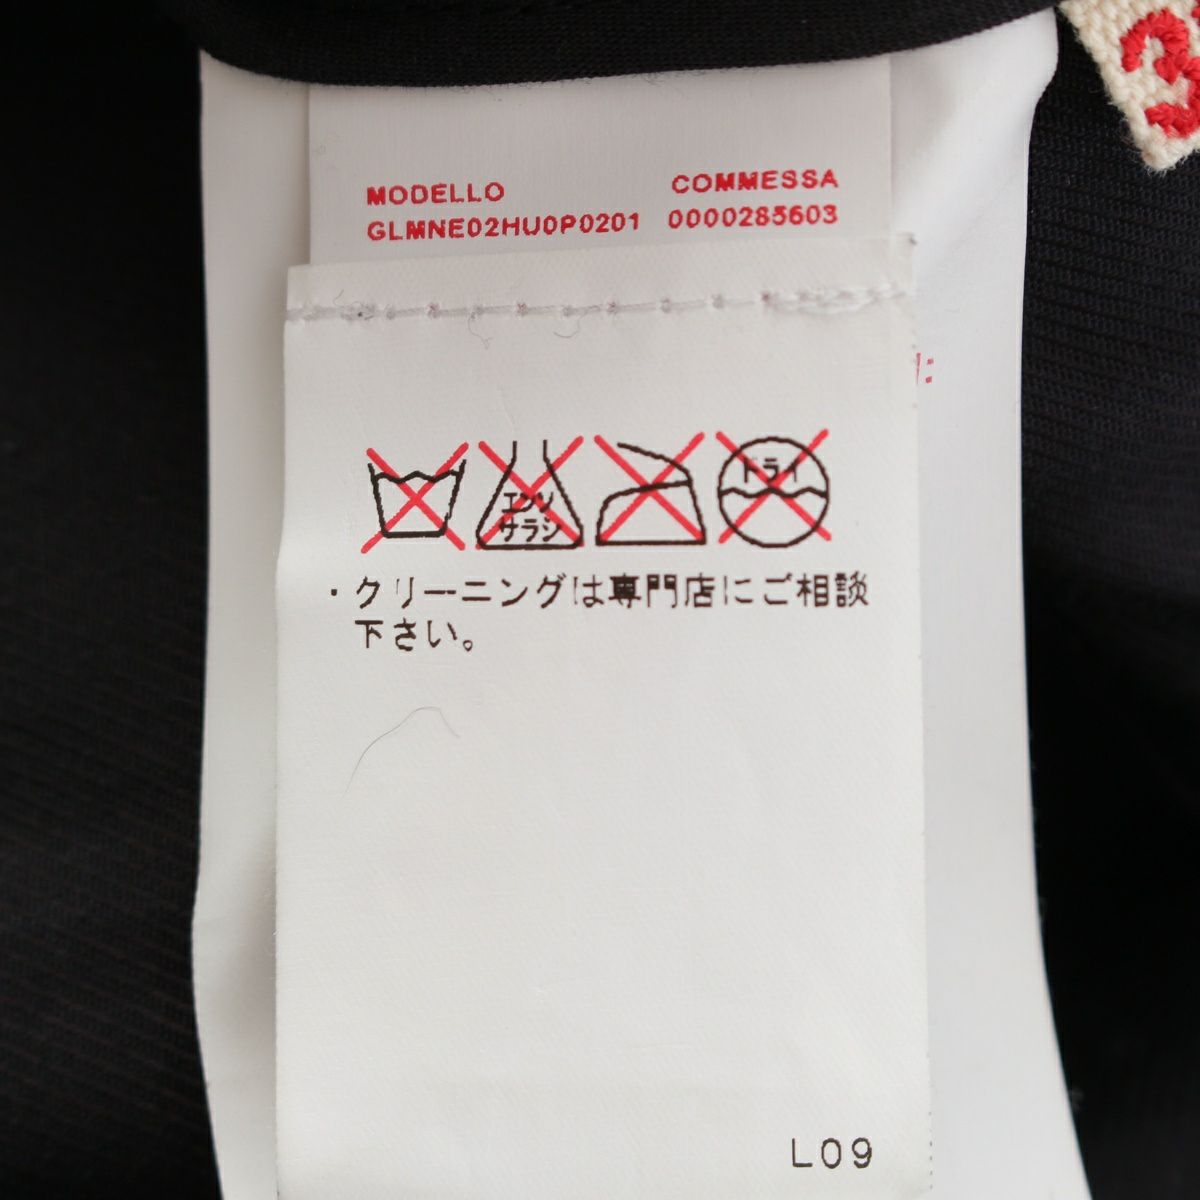 MODELLO COMMESSA
GLMNE02HU0P0201 0000285603
エンソ
サラシ
ドライ
・クリーニングは専門店にご相談
下さい。
L09